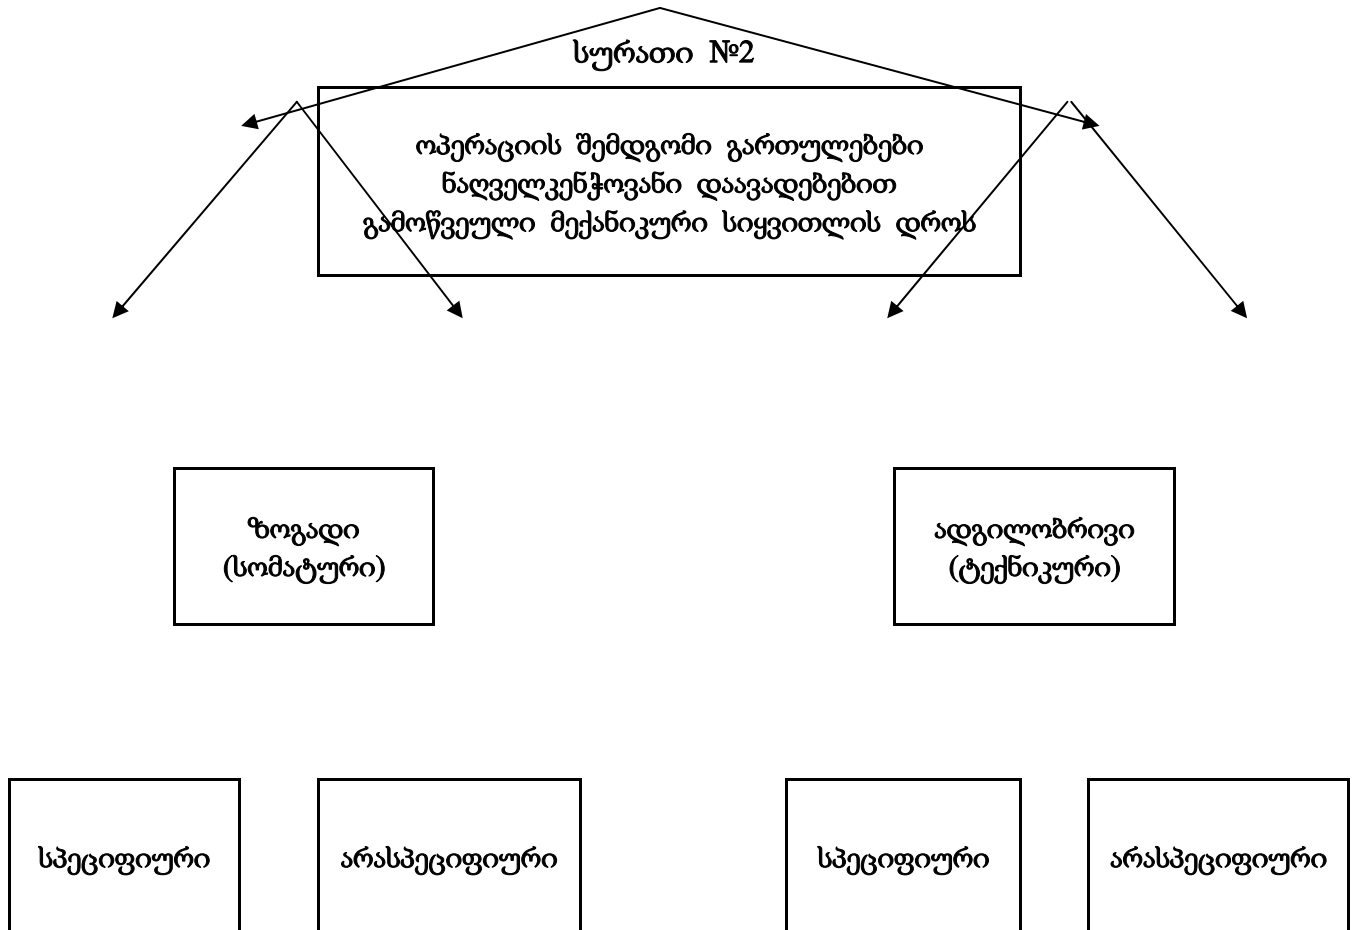 სურათი №2
ოპერაციის შემდგომი გართულებები
ნაღველკენჭოვანი დაავადებებით
გამოწვეული მექანიკური სიყვითლის დროს
ზოგადი
(სომატური)
ადგილობრივი
(ტექნიკური)
სპეციფიური
არასპეციფიური
სპეციფიური
არასპეციფიური